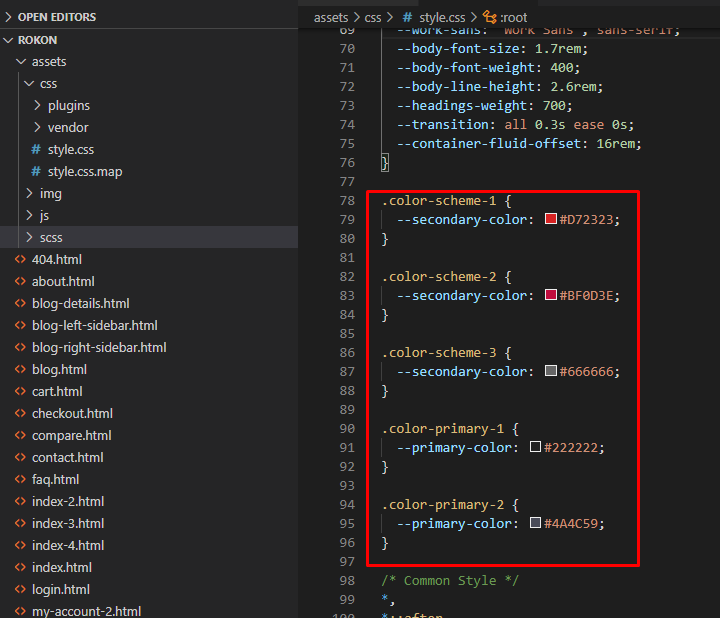 OPEN EDITORS
ROKON
assets
css
plugins
vendor
style.css
style.css.map
img
js
scss
404.html
about.html
blog-details.html
blog-left-sidebar.html
blog-right-sidebar.html
blog.html
cart.html
checkout.html
compare.html
contact.html
faq.html
index-2.html
index-3.html
index-4.html
index.html
login.html
my-account-2.html
assets > css > # style.css > :root
69 --work-sans: "Work Sans", sans-serif;
70 --body-font-size: 1.7rem;
71 --body-font-weight: 400;
72 --body-line-height: 2.6rem;
73 --headings-weight: 700;
74 --transition: all 0.3s ease 0s;
75 --container-fluid-offset: 16rem;
76 }
77
78 .color-scheme-1 {
79 --secondary-color: #D72323;
80 }
81
82 .color-scheme-2 {
83 --secondary-color: #BF0D3E;
84 }
85
86 .color-scheme-3 {
87 --secondary-color: #666666;
88 }
89
90 .color-primary-1 {
91 --primary-color: #222222;
92 }
93
94 .color-primary-2 {
95 --primary-color: #4A4C59;
96 }
97
98 /* Common Style */
99 *,
100 *::after